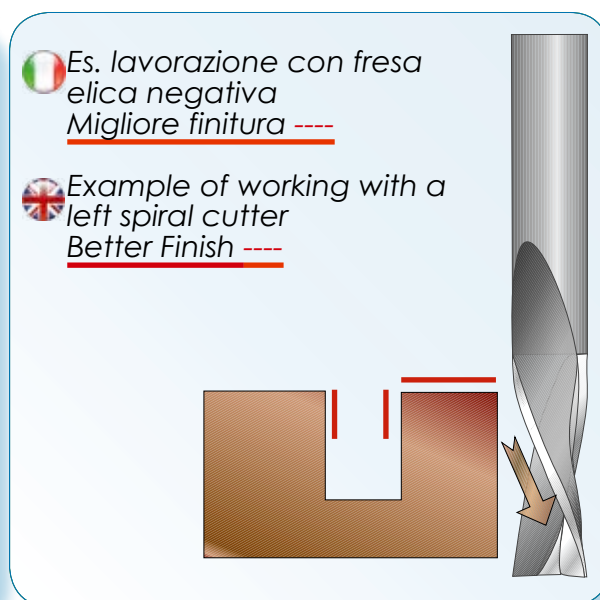 Es. lavorazione con fresa
elica negativa
Migliore finitura ----
Example of working with a
left spiral cutter
Better Finish ----